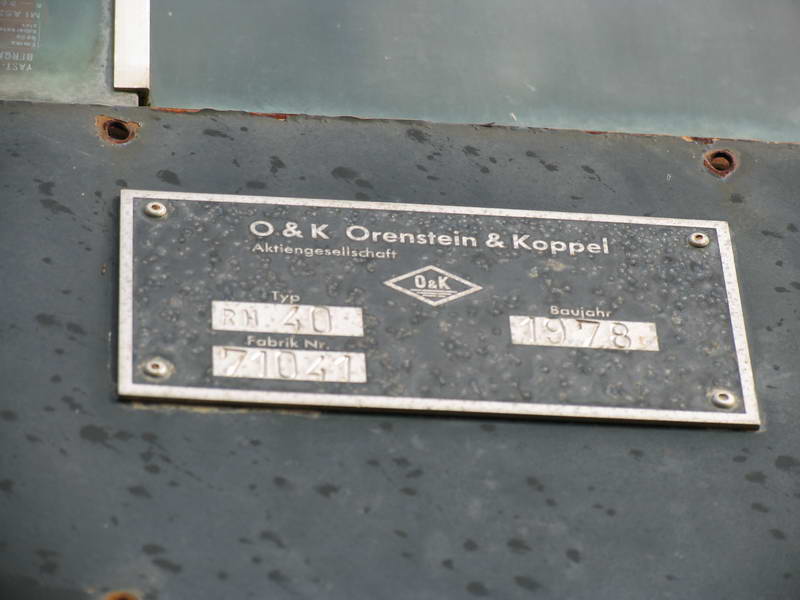 O & K Orenstein & Koppel
Aktiengesellschaft
O&K
Typ
RH 40
Baujahr
1978
Fabrik Nr.
71041